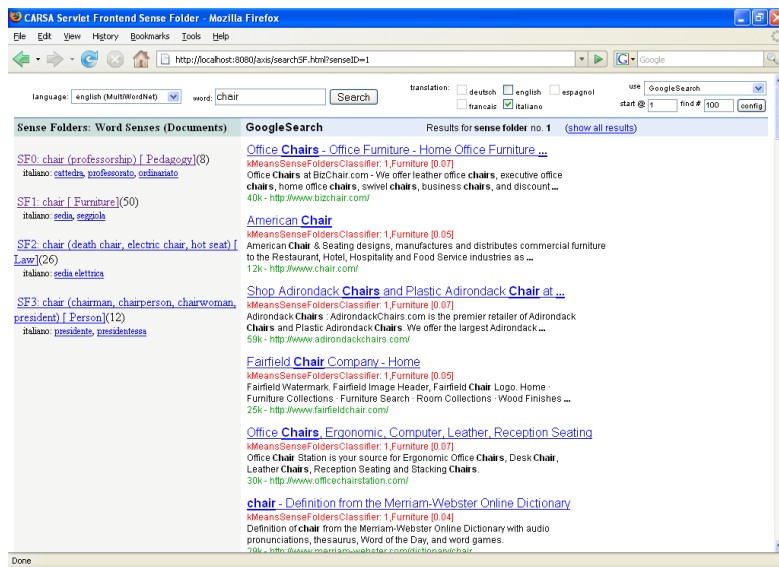 CARSA Servlet Frontend Sense Folder - Mozilla Firefox
File Edit View History Bookmarks Tools Help
http://localhost:8080/axis/searchSF.html?senseID=1
Google
language: english (MultiWordNet) word: chair Search
translation: deutsch english espagnol
francais italiano
use GoogleSearch
start @ 1 find # 100 config
Sense Folders: Word Senses (Documents)
SF0: chair (professorship) [ Pedagogy](8)
italiano: cattedra, professorato, ordinariato
SF1: chair [ Furniture](50)
italiano: sedia, seggiola
SF2: chair (death chair, electric chair, hot seat) [
Law](26)
italiano: sedia elettrica
SF3: chair (chairman, chairperson, chairwoman,
president) [ Person](12)
italiano: presidente, presidentessa
GoogleSearch Results for sense folder no. 1 (show all results)
Office Chairs - Office Furniture - Home Office Furniture ...
kMeansSenseFoldersClassifier: 1,Furniture [0.07]
Office Chairs at BizChair.com - We offer leather office chairs, executive office
chairs, home office chairs, swivel chairs, business chairs, and discount ...
40k - http://www.bizchair.com/
American Chair
kMeansSenseFoldersClassifier: 1,Furniture [0.05]
American Chair & Seating designs, manufactures and distributes commercial furniture
to the Restaurant, Hotel, Hospitality and Food Service industries as ...
12k - http://www.chair.com/
Shop Adirondack Chairs and Plastic Adirondack Chair at ...
kMeansSenseFoldersClassifier: 1,Furniture [0.07]
Adirondack Chairs : AdirondackChairs.com is the premier retailer of Adirondack
Chairs and Plastic Adirondack Chairs. We offer the largest Adirondack ...
59k - http://www.adirondackchairs.com/
Fairfield Chair Company - Home
kMeansSenseFoldersClassifier: 1,Furniture [0.05]
Fairfield Watermark. Fairfield Image Header, Fairfield Chair Logo. Home ·
Furniture Collections · Furniture Search · Room Collections · Wood Finishes ...
25k - http://www.fairfieldchair.com/
Office Chairs, Ergonomic, Computer, Leather, Reception Seating
kMeansSenseFoldersClassifier: 1,Furniture [0.05]
Office Chair Station is your source for Ergonomic Office Chairs, Desk Chair,
Leather Chairs, Reception Seating and Stacking Chairs.
30k - http://www.officechairstation.com/
chair - Definition from the Merriam-Webster Online Dictionary
kMeansSenseFoldersClassifier: 1,Furniture [0.04]
Definition of chair from the Merriam-Webster Online Dictionary with audio
pronunciations, thesaurus, Word of the Day, and word games.
29k - http://www.merriam-webster.com/dictionary/chair
Done